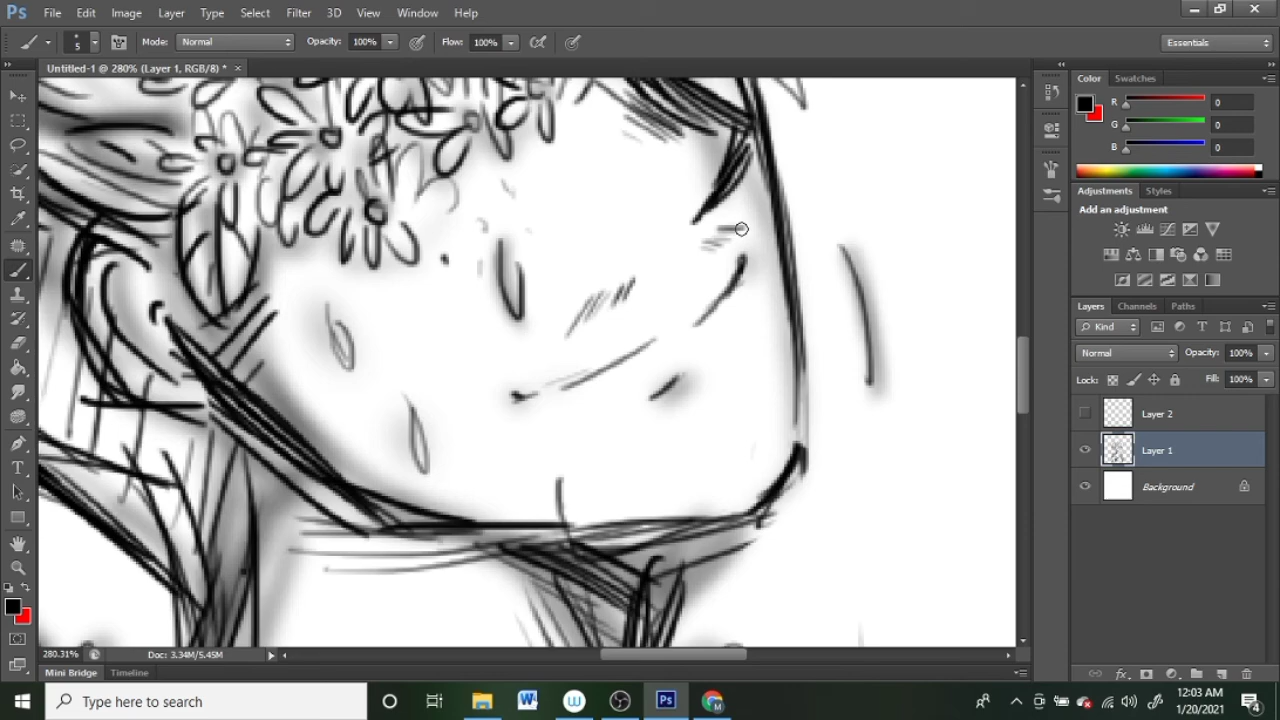 Ps File Edit Image Layer Type Select Filter 3D View Window Help
5 Mode: Normal Opacity: 100% Flow: 100% Essentials
Untitled-1 @ 280% (Layer 1, RGB/8) * ×
Color Swatches
R 0
G 0
B 0
Adjustments Styles
Add an adjustment
Layers Channels Paths
Kind
Normal Opacity: 100%
Lock: Fill: 100%
Layer 2
Layer 1
Background
280.31% Doc: 3.34M/5.45M
Mini Bridge Timeline
Type here to search
12:03 AM
1/20/2021
4